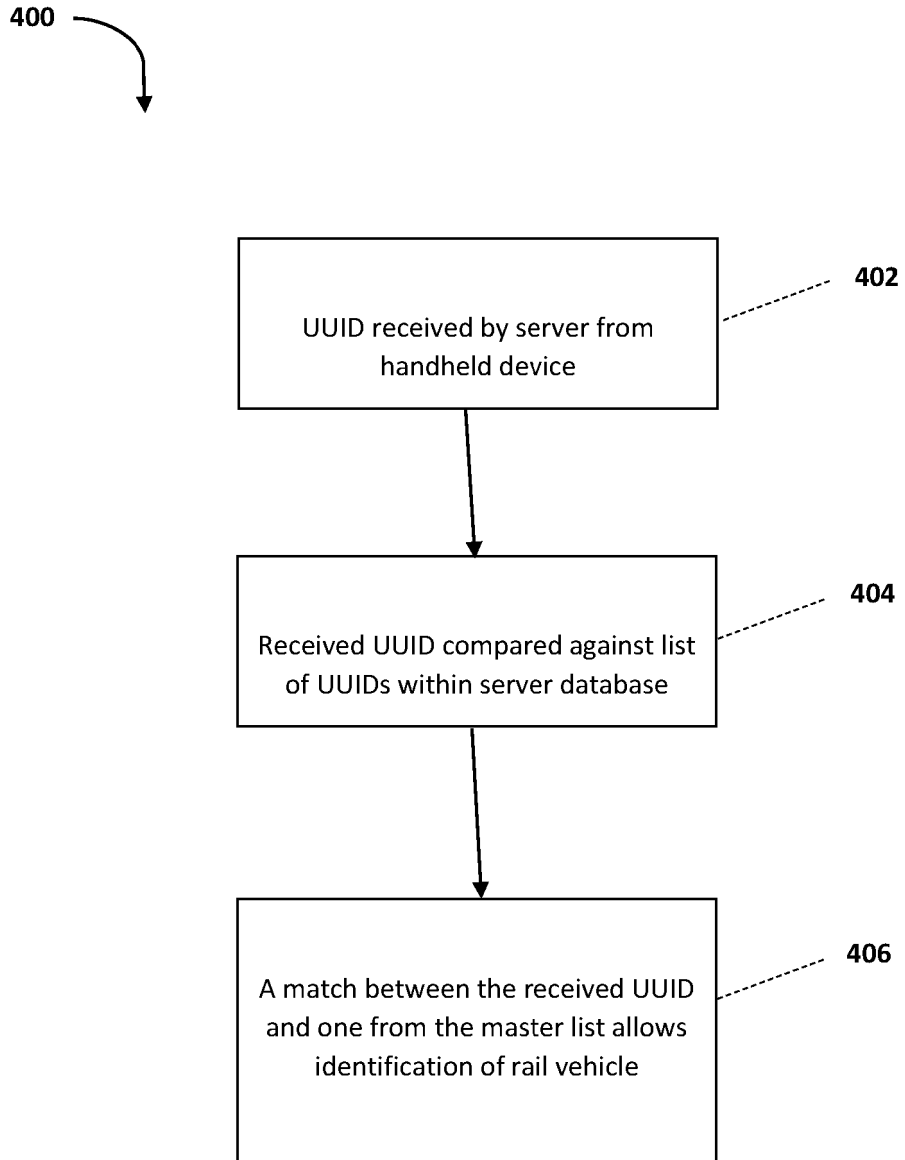 400
402
UUID received by server from
handheld device
404
Received UUID compared against list
of UUIDs within server database
406
A match between the received UUID
and one from the master list allows
identification of rail vehicle